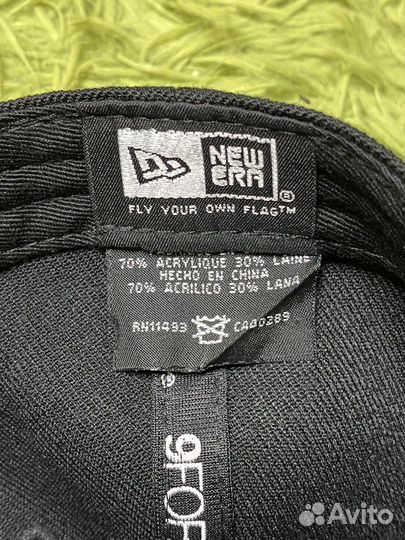 NEW
ERA
®
FLY YOUR OWN FLAG™
70% ACRYLIQUE 30% LAINE
HECHO EN CHINA
70% ACRILICO 30% LANA
RN11493 CA00289
9FOR
Avito